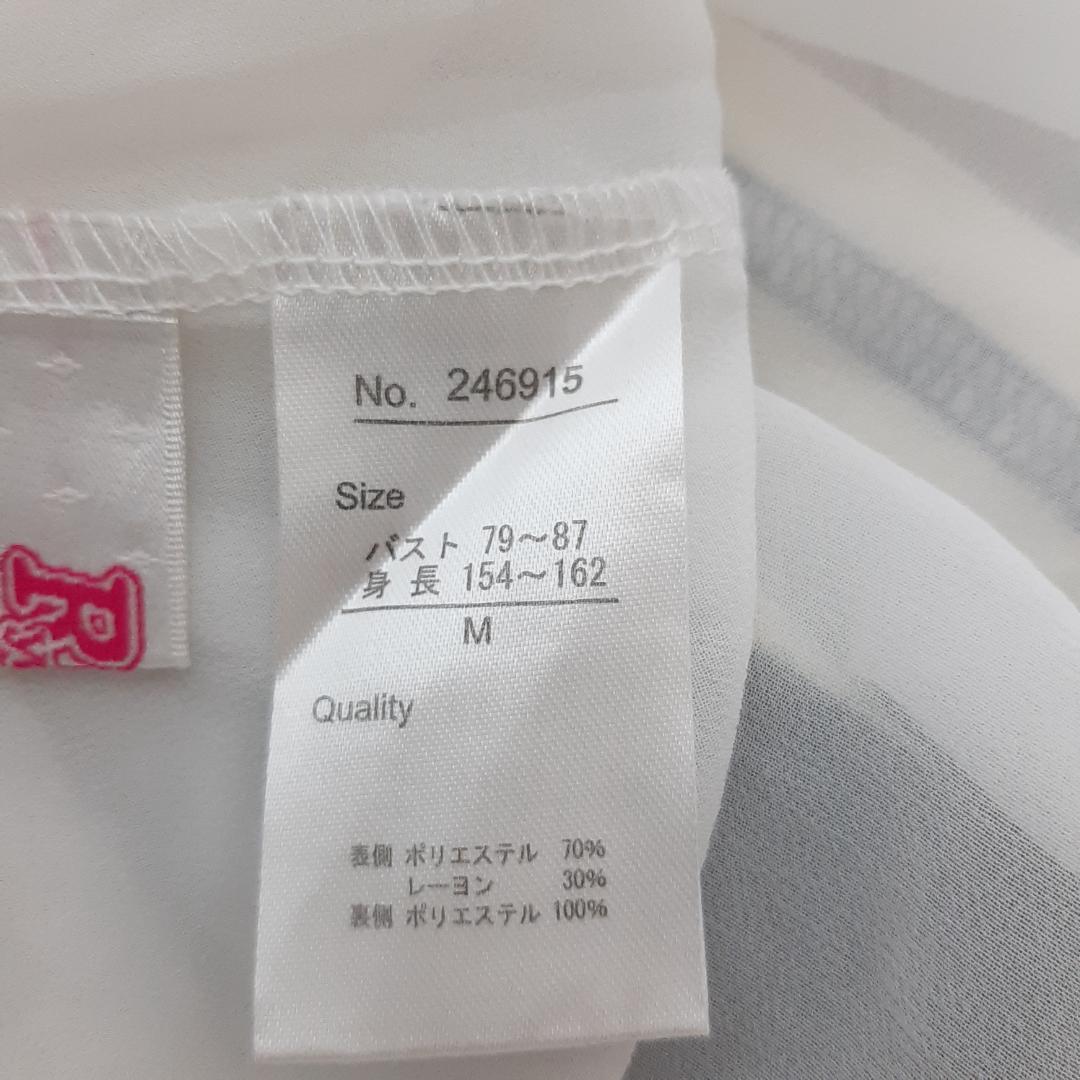 No. 246915
Size
バスト 79～87
身 長 154～162
M
Quality
表側 ポリエステル 70%
レーヨン 30%
裏側 ポリエステル 100%
R